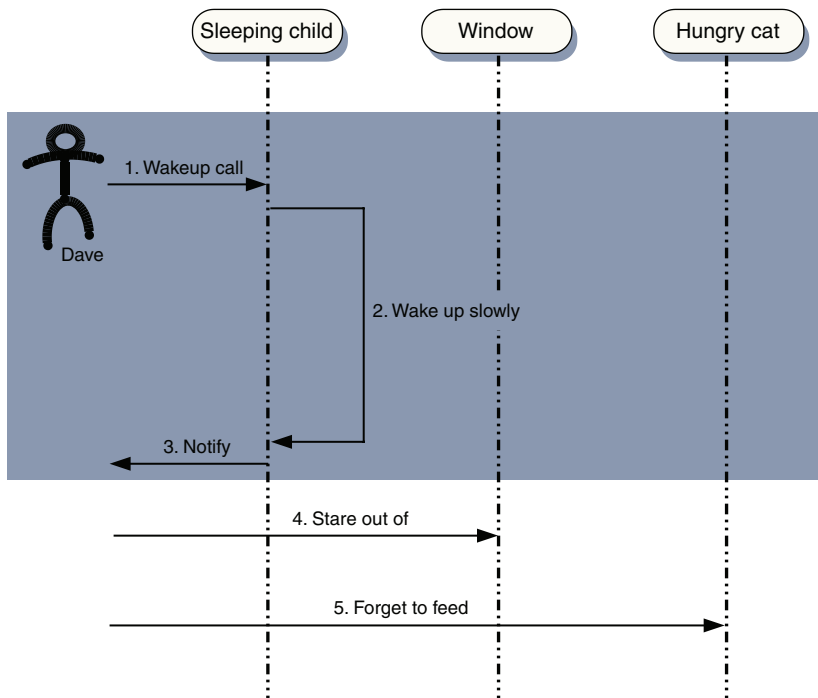 Sleeping child
Window
Hungry cat
1. Wakeup call
Dave
2. Wake up slowly
3. Notify
4. Stare out of
5. Forget to feed